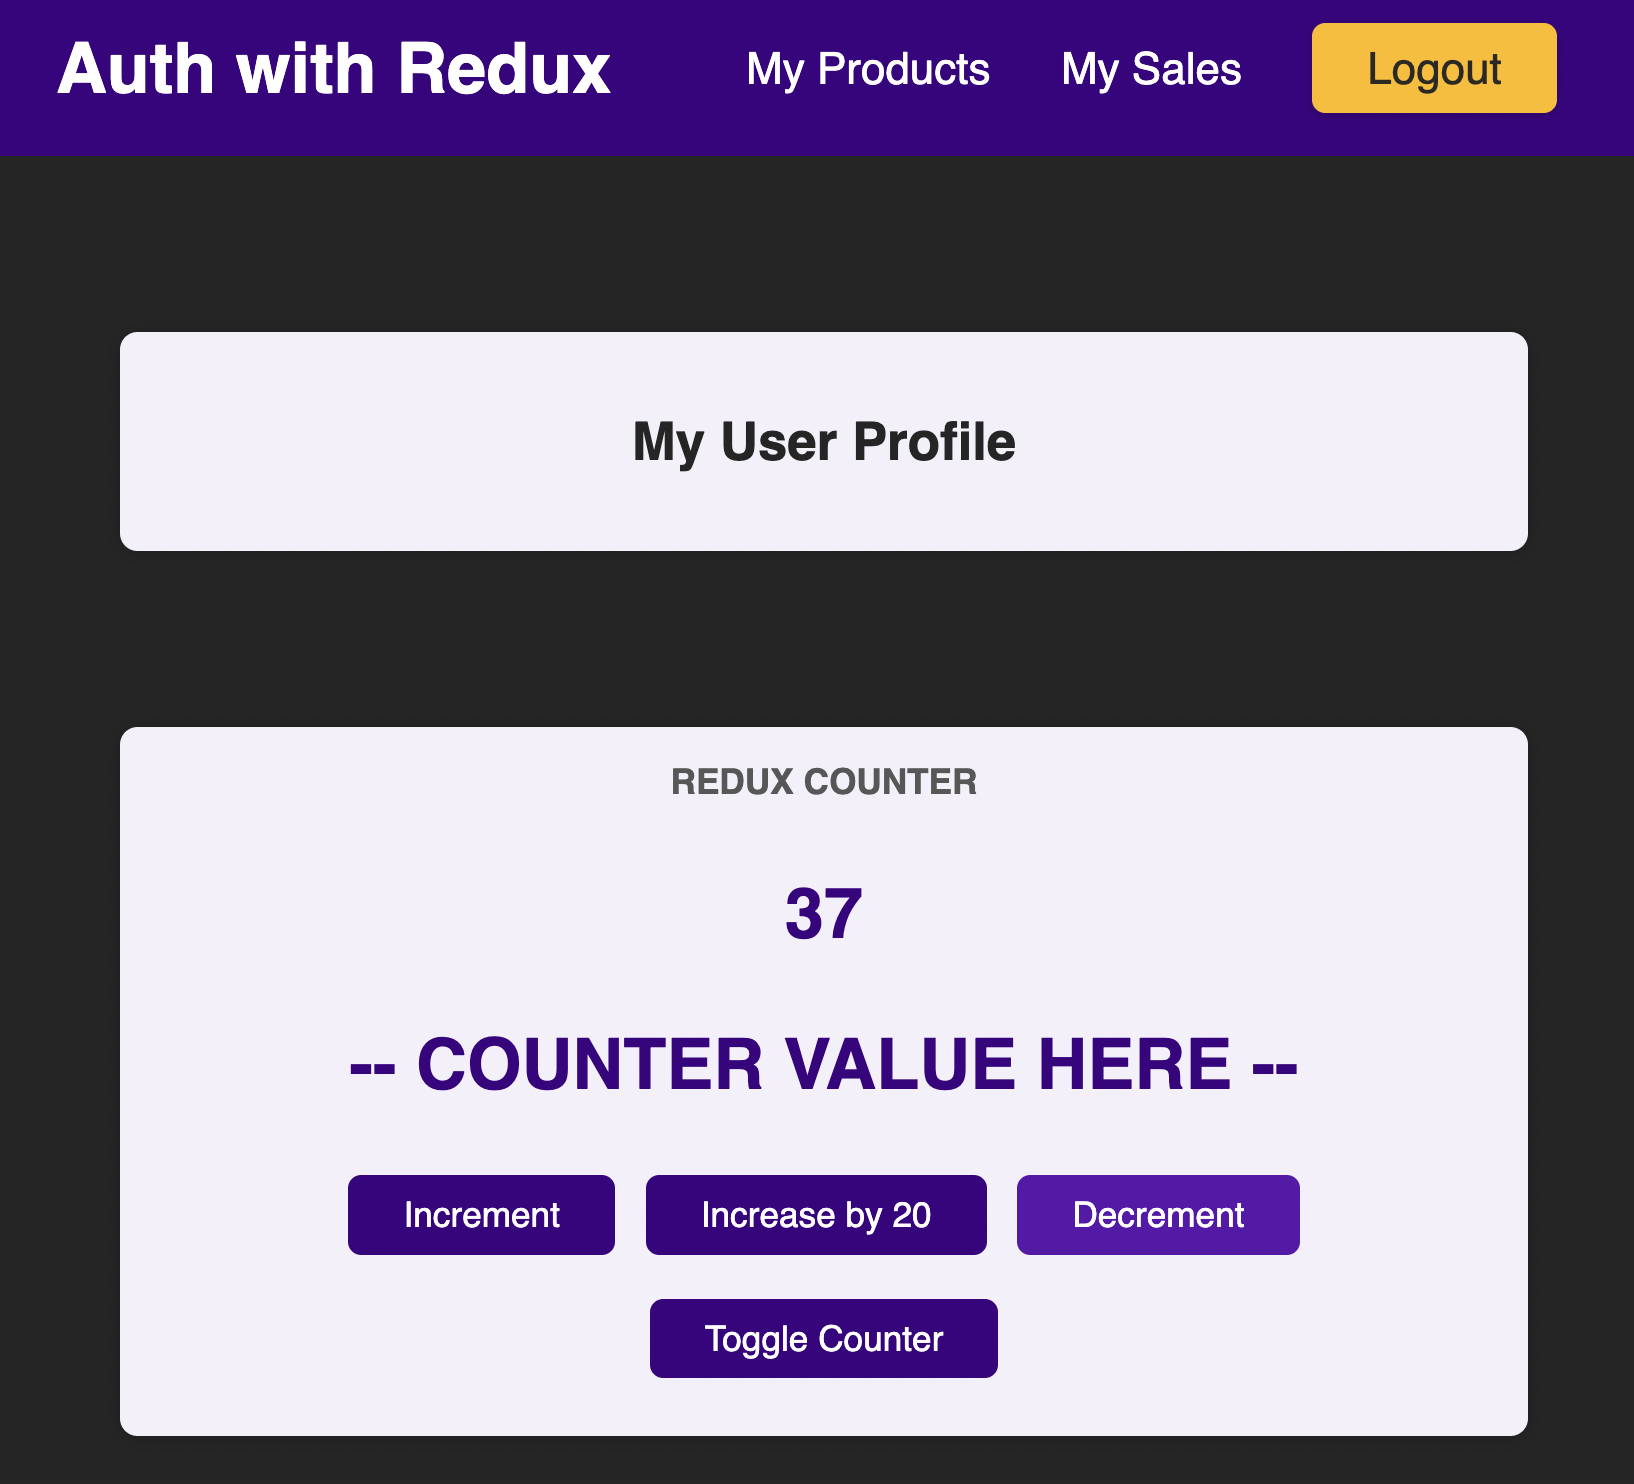 Auth with Redux My Products My Sales Logout
My User Profile
REDUX COUNTER
37
-- COUNTER VALUE HERE --
Increment Increase by 20 Decrement
Toggle Counter